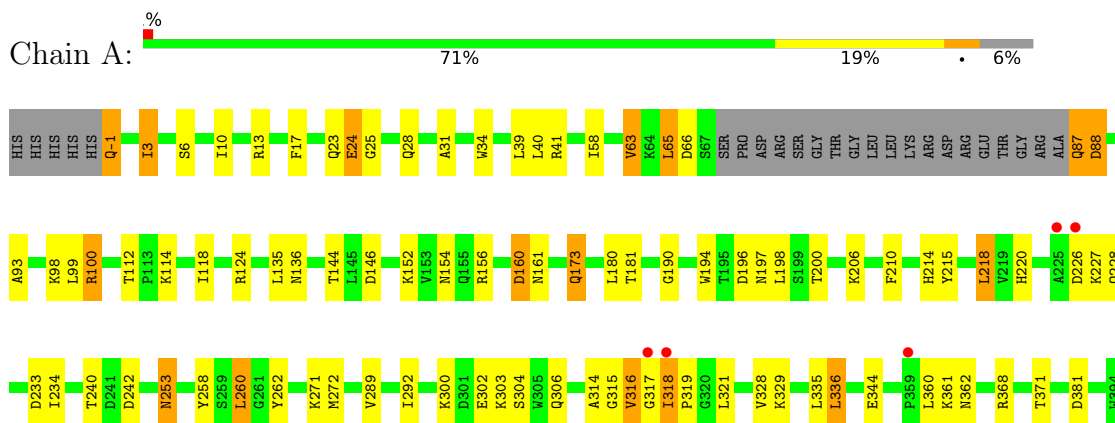 %
Chain A:
71% 19% • 6%
HIS HIS HIS HIS HIS Q-1 I3 S6 I10 R13 F17 Q23 E24 G25 Q28 A31 W34 L39 L40 R41 I58 V63 K64 L65 D66 S67 SER PRO ASP ARG SER GLY THR GLY LEU LEU LYS ARG ASP ARG GLU THR GLY ARG ALA Q87 D88
A93 K98 L99 R100 T112 P113 K114 I118 R124 L135 N136 T144 L145 D146 K152 V153 N154 Q155 R156 D160 N161 Q173 L180 T181 G190 W194 T195 D196 N197 L198 S199 T200 K206 F210 H214 Y215 L218 V219 H220 A225 D226 K227
D233 I234 T240 D241 D242 N253 Y258 S259 L260 G261 Y262 K271 M272 V289 I292 K300 D301 E302 K303 S304 W305 Q306 A314 G315 V316 G317 I318 P319 G320 L321 V328 K329 L335 L336 E344 P359 L360 K361 N362 R368 T371 D381